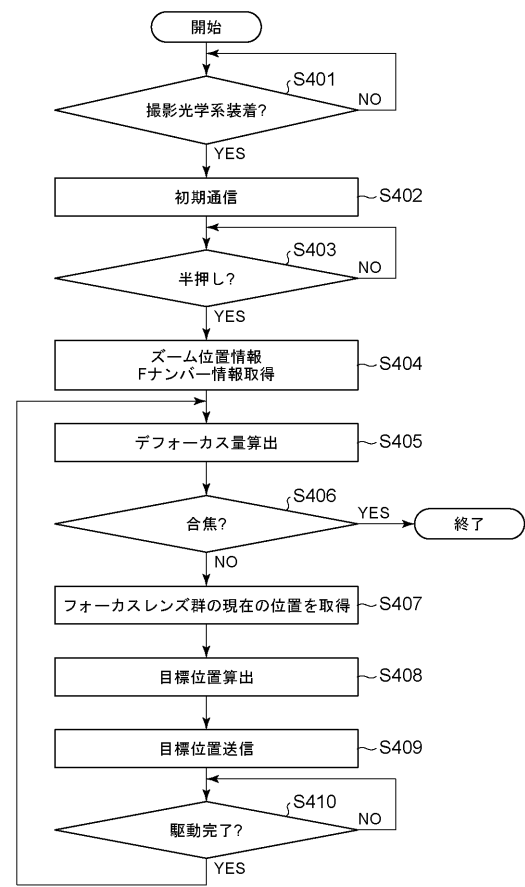 開始
S401
撮影光学系装着?
NO
YES
初期通信
S402
S403
半押し?
NO
YES
ズーム位置情報
Fナンバー情報取得
S404
デフォーカス量算出
S405
S406
合焦?
YES
終了
NO
フォーカスレンズ群の現在の位置を取得
S407
目標位置算出
S408
目標位置送信
S409
S410
駆動完了?
NO
YES